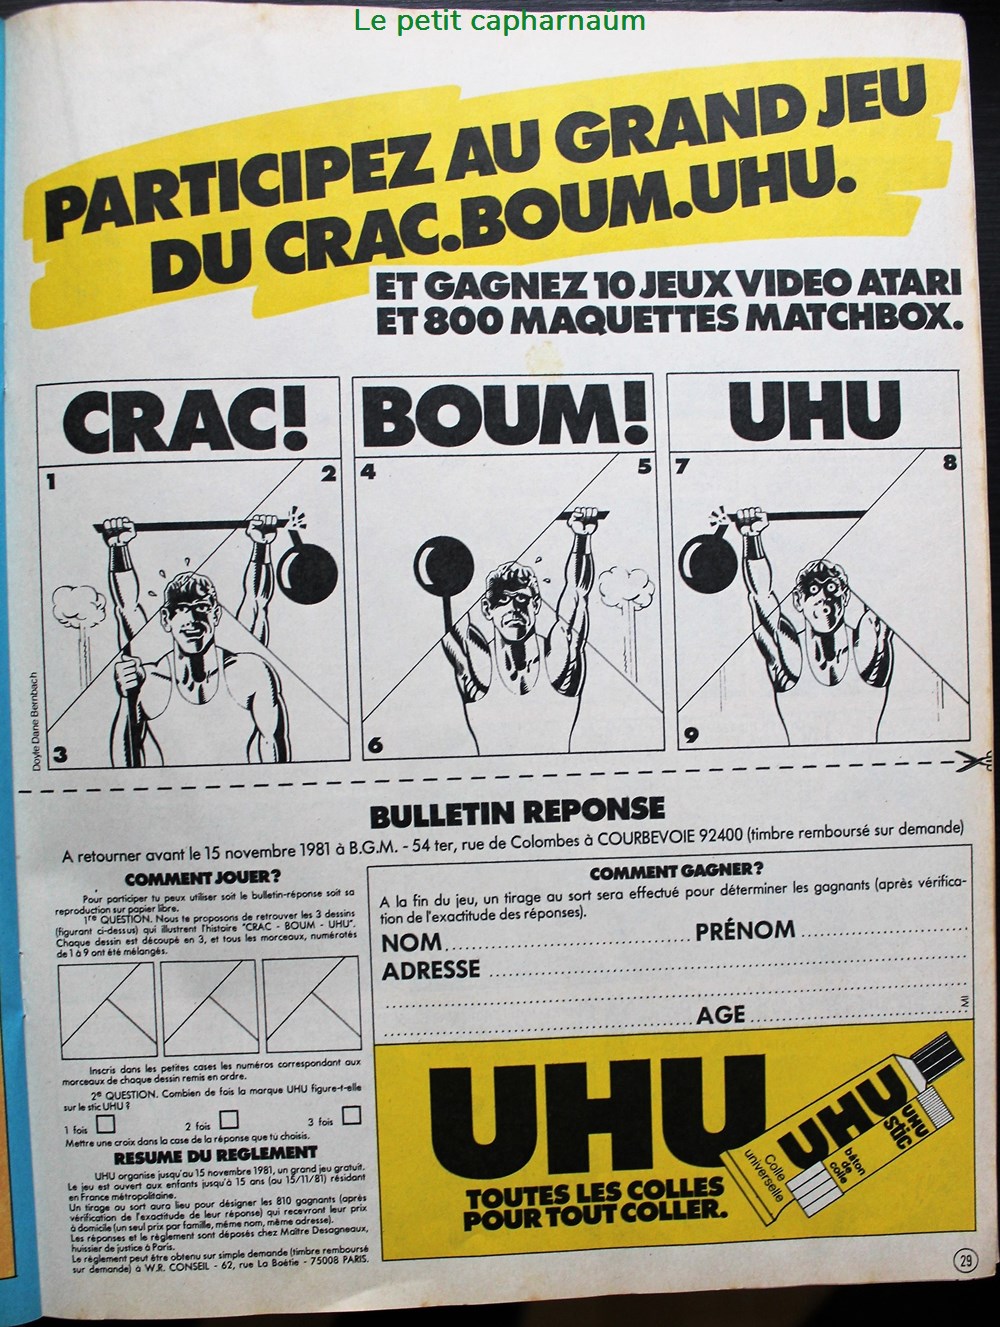 Le petit capharnaüm
PARTICIPEZ AU GRAND JEU
DU CRAC.BOUM.UHU.
ET GAGNEZ 10 JEUX VIDEO ATARI
ET 800 MAQUETTES MATCHBOX.
CRAC!
BOUM!
UHU
1
2
3
4
5
6
7
8
9
Doyle Dane Bernbach
BULLETIN REPONSE
A retourner avant le 15 novembre 1981 à B.G.M. - 54 ter, rue de Colombes à COURBEVOIE 92400 (timbre remboursé sur demande)
COMMENT JOUER?
Pour participer tu peux utiliser soit le bulletin-réponse soit sa
reproduction sur papier libre.
1re QUESTION. Nous te proposons de retrouver les 3 dessins
(figurant ci-dessus) qui illustrent l'histoire "CRAC - BOUM - UHU".
Chaque dessin est découpé en 3, et tous les morceaux, numérotés
de 1 à 9 ont été mélangés.
Inscris dans les petites cases les numéros correspondant aux
morceaux de chaque dessin remis en ordre.
2e QUESTION. Combien de fois la marque UHU figure-t-elle
sur le stic UHU ?
1 fois 2 fois 3 fois
Mettre une croix dans la case de la réponse que tu choisis.
RESUME DU REGLEMENT
UHU organise jusqu'au 15 novembre 1981, un grand jeu gratuit.
Le jeu est ouvert aux enfants jusqu'à 15 ans (au 15/11/81) résidant
en France métropolitaine.
Un tirage au sort aura lieu pour désigner les 810 gagnants (après
vérification de l'exactitude de leur réponse) qui recevront leur prix
à domicile (un seul prix par famille, même nom, même adresse).
Les réponses et le règlement sont déposés chez Maître Desagneaux,
huissier de justice à Paris.
Le règlement peut être obtenu sur simple demande (timbre remboursé
sur demande) à W.R. CONSEIL - 62, rue La Boétie - 75008 PARIS.
COMMENT GAGNER?
A la fin du jeu, un tirage au sort sera effectué pour déterminer les gagnants (après vérifica-
tion de l'exactitude des réponses).
NOM PRÉNOM
ADRESSE
AGE
MI
UHU
TOUTES LES COLLES
POUR TOUT COLLER.
Colle
universelle
UHU
bâton
de
colle
UHU
stic
29